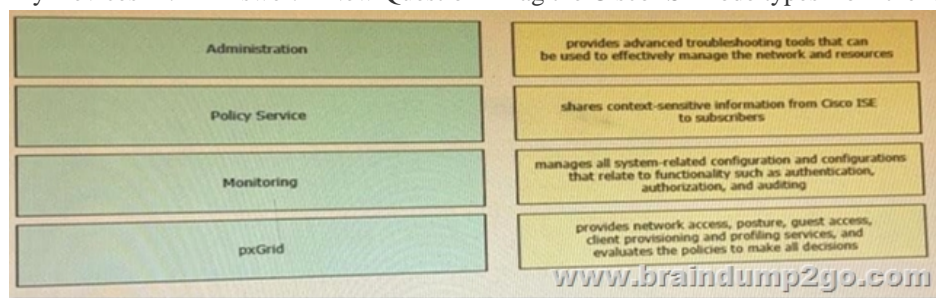 Administration
provides advanced troubleshooting tools that can
be used to effectively manage the network and resources
Policy Service
shares context-sensitive information from Cisco ISE
to subscribers
Monitoring
manages all system-related configuration and configurations
that relate to functionality such as authentication,
authorization, and auditing
pxGrid
provides network access, posture, guest access,
client provisioning and profiling services, and
evaluates the policies to make all decisions
www.braindump2go.com